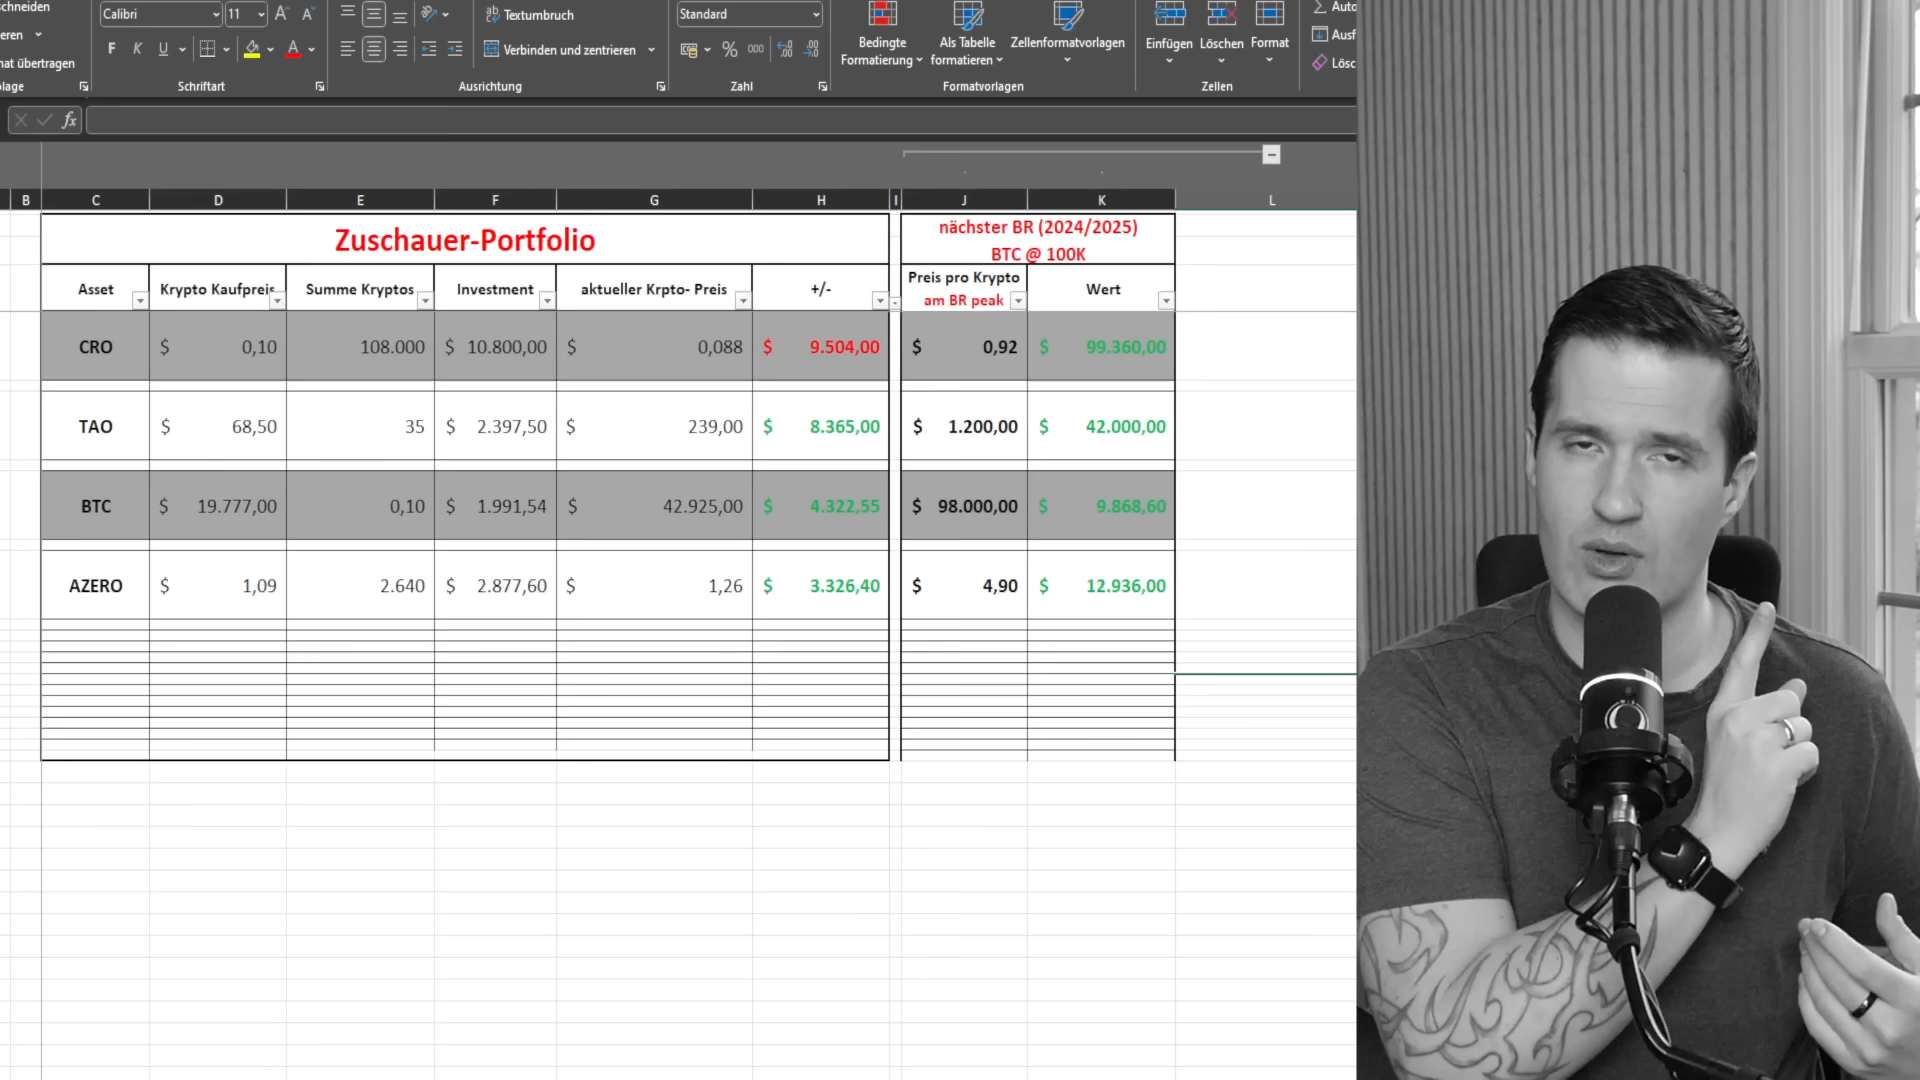 chneiden
Calibri
11
Textumbruch
Standard
Auto
eren
Bedingte
Formatierung
Als Tabelle
formatieren
Zellenformatvorlagen
Einfügen
Löschen
Format
Ausf
F K U
Verbinden und zentrieren
% 000
nat übertragen
Lösc
lage
Schriftart
Ausrichtung
Zahl
Formatvorlagen
Zellen
fx
B C D E F G H I J K L
Zuschauer-Portfolio
nächster BR (2024/2025)
BTC @ 100K
Asset
Krypto Kaufpreis
Summe Kryptos
Investment
aktueller Krpto- Preis
+/-
Preis pro Krypto
am BR peak
Wert
CRO $ 0,10 108.000 $ 10.800,00 $ 0,088 $ 9.504,00 $ 0,92 $ 99.360,00
TAO $ 68,50 35 $ 2.397,50 $ 239,00 $ 8.365,00 $ 1.200,00 $ 42.000,00
BTC $ 19.777,00 0,10 $ 1.991,54 $ 42.925,00 $ 4.322,55 $ 98.000,00 $ 9.868,60
AZERO $ 1,09 2.640 $ 2.877,60 $ 1,26 $ 3.326,40 $ 4,90 $ 12.936,00